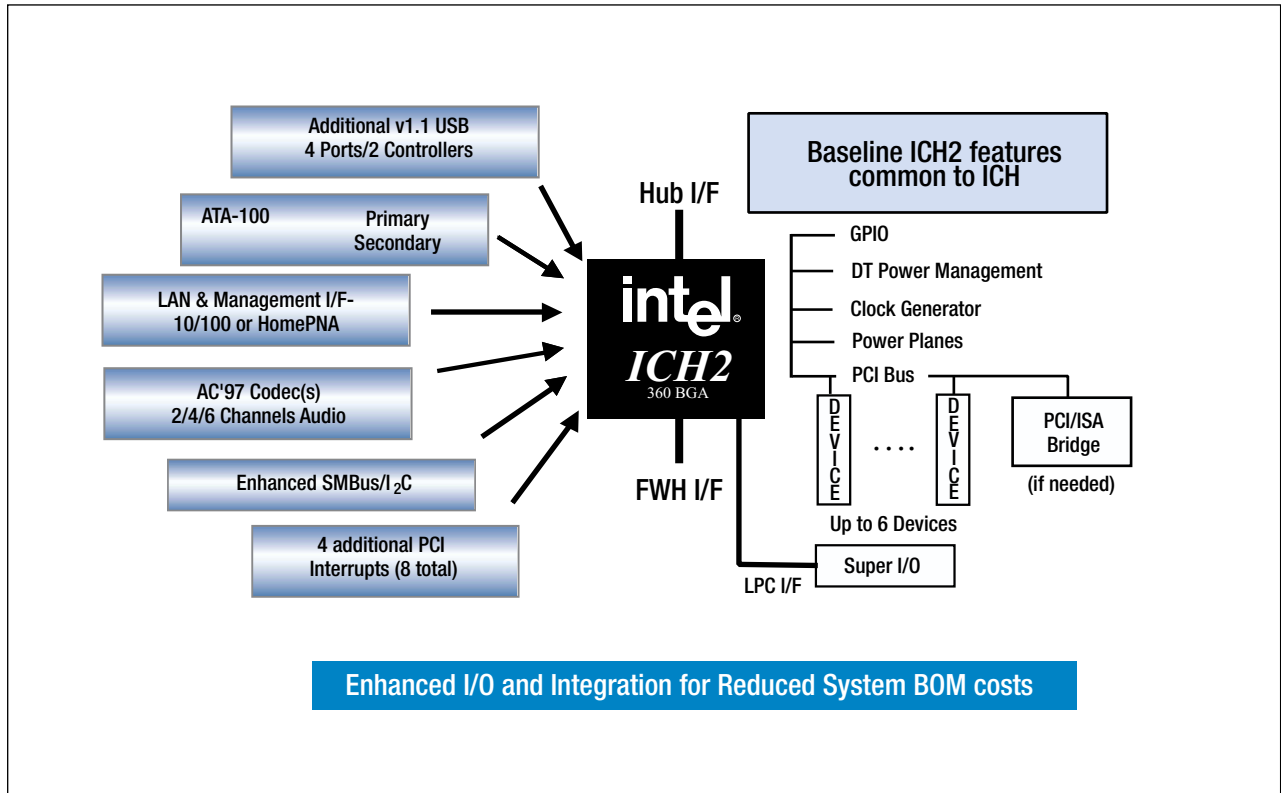 Additional v1.1 USB
4 Ports/2 Controllers
ATA-100 Primary
Secondary
LAN & Management I/F-
10/100 or HomePNA
AC'97 Codec(s)
2/4/6 Channels Audio
Enhanced SMBus/I₂C
4 additional PCI
Interrupts (8 total)
Hub I/F
intel®
ICH2
360 BGA
FWH I/F
LPC I/F
Baseline ICH2 features
common to ICH
GPIO
DT Power Management
Clock Generator
Power Planes
PCI Bus
DEVICE
....
DEVICE
PCI/ISA
Bridge
(if needed)
Up to 6 Devices
Super I/O
Enhanced I/O and Integration for Reduced System BOM costs